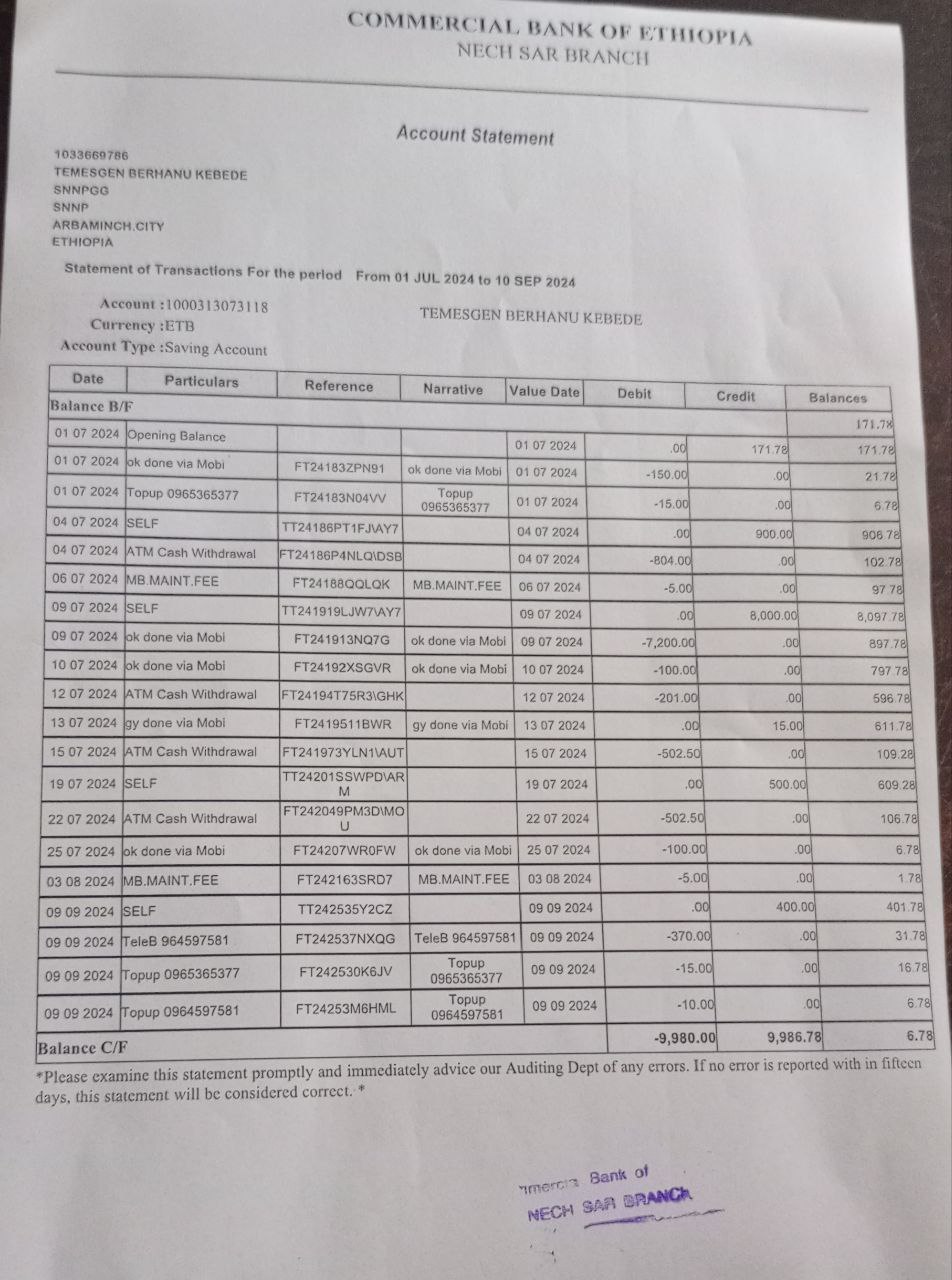 COMMERCIAL BANK OF ETHIOPIA
NECH SAR BRANCH
Account Statement
1033669786
TEMESGEN BERHANU KEBEDE
SNNPGG
SNNP
ARBAMINCH.CITY
ETHIOPIA
Statement of Transactions For the period From 01 JUL 2024 to 10 SEP 2024
Account :1000313073118 TEMESGEN BERHANU KEBEDE
Currency :ETB
Account Type :Saving Account
Date Particulars Reference Narrative Value Date Debit Credit Balances
Balance B/F 171.78
01 07 2024 Opening Balance 01 07 2024 .00 171.78 171.78
01 07 2024 ok done via Mobi FT24183ZPN91 ok done via Mobi 01 07 2024 -150.00 .00 21.78
01 07 2024 Topup 0965365377 FT24183N04VV Topup 0965365377 01 07 2024 -15.00 .00 6.78
04 07 2024 SELF TT24186PT1FJ\AY7 04 07 2024 .00 900.00 906.78
04 07 2024 ATM Cash Withdrawal FT24186P4NLQ\DSB 04 07 2024 -804.00 .00 102.78
06 07 2024 MB.MAINT.FEE FT24188QQLQK MB.MAINT.FEE 06 07 2024 -5.00 .00 97.78
09 07 2024 SELF TT241919LJW7\AY7 09 07 2024 .00 8,000.00 8,097.78
09 07 2024 ok done via Mobi FT241913NQ7G ok done via Mobi 09 07 2024 -7,200.00 .00 897.78
10 07 2024 ok done via Mobi FT24192XSGVR ok done via Mobi 10 07 2024 -100.00 .00 797.78
12 07 2024 ATM Cash Withdrawal FT24194T75R3\GHK 12 07 2024 -201.00 .00 596.78
13 07 2024 gy done via Mobi FT2419511BWR gy done via Mobi 13 07 2024 .00 15.00 611.78
15 07 2024 ATM Cash Withdrawal FT241973YLN1\AUT 15 07 2024 -502.50 .00 109.28
19 07 2024 SELF TT24201SSWPD\ARM 19 07 2024 .00 500.00 609.28
22 07 2024 ATM Cash Withdrawal FT242049PM3D\MOU 22 07 2024 -502.50 .00 106.78
25 07 2024 ok done via Mobi FT24207WR0FW ok done via Mobi 25 07 2024 -100.00 .00 6.78
03 08 2024 MB.MAINT.FEE FT242163SRD7 MB.MAINT.FEE 03 08 2024 -5.00 .00 1.78
09 09 2024 SELF TT242535Y2CZ 09 09 2024 .00 400.00 401.78
09 09 2024 TeleB 964597581 FT242537NXQG TeleB 964597581 09 09 2024 -370.00 .00 31.78
09 09 2024 Topup 0965365377 FT242530K6JV Topup 0965365377 09 09 2024 -15.00 .00 16.78
09 09 2024 Topup 0964597581 FT24253M6HML Topup 0964597581 09 09 2024 -10.00 .00 6.78
Balance C/F -9,980.00 9,986.78 6.78
*Please examine this statement promptly and immediately advice our Auditing Dept of any errors. If no error is reported with in fifteen
days, this statement will be considered correct. *
Bank of
NECH SAR BRANCH